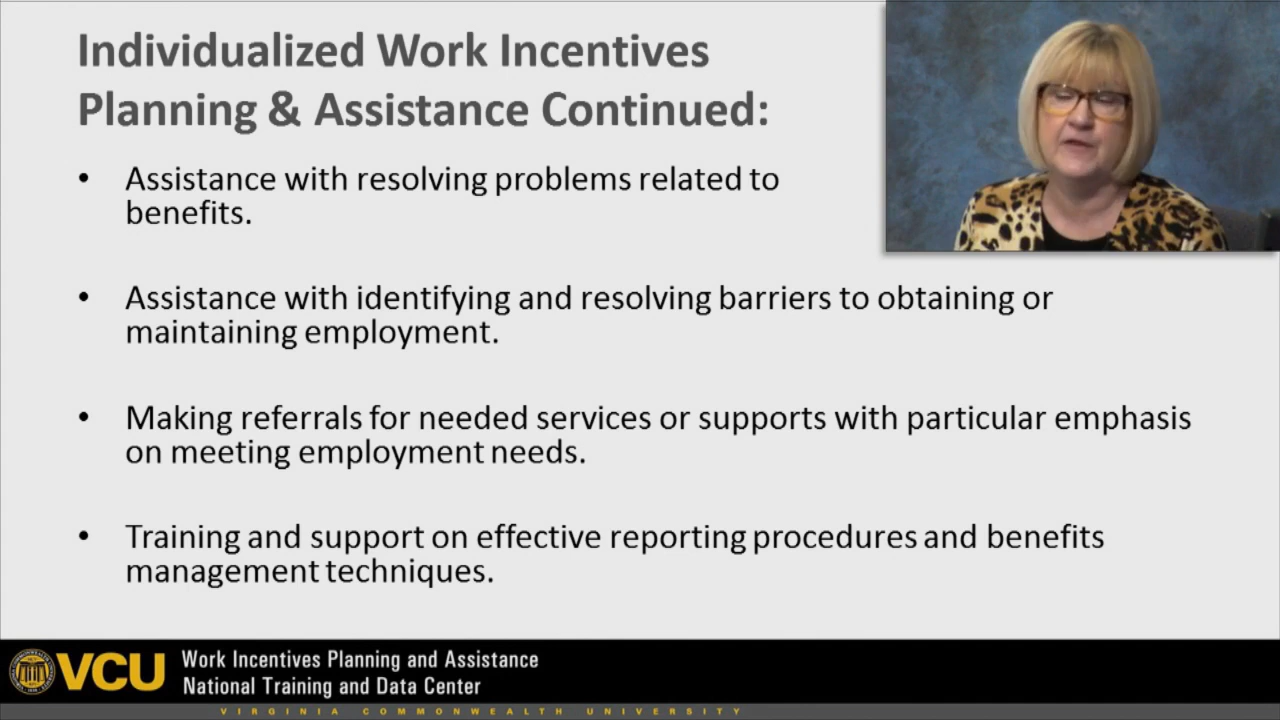 Individualized Work Incentives
Planning & Assistance Continued:
• Assistance with resolving problems related to
benefits.
• Assistance with identifying and resolving barriers to obtaining or
maintaining employment.
• Making referrals for needed services or supports with particular emphasis
on meeting employment needs.
• Training and support on effective reporting procedures and benefits
management techniques.
VCU
Work Incentives Planning and Assistance
National Training and Data Center
VIRGINIA COMMONWEALTH UNIVERSITY